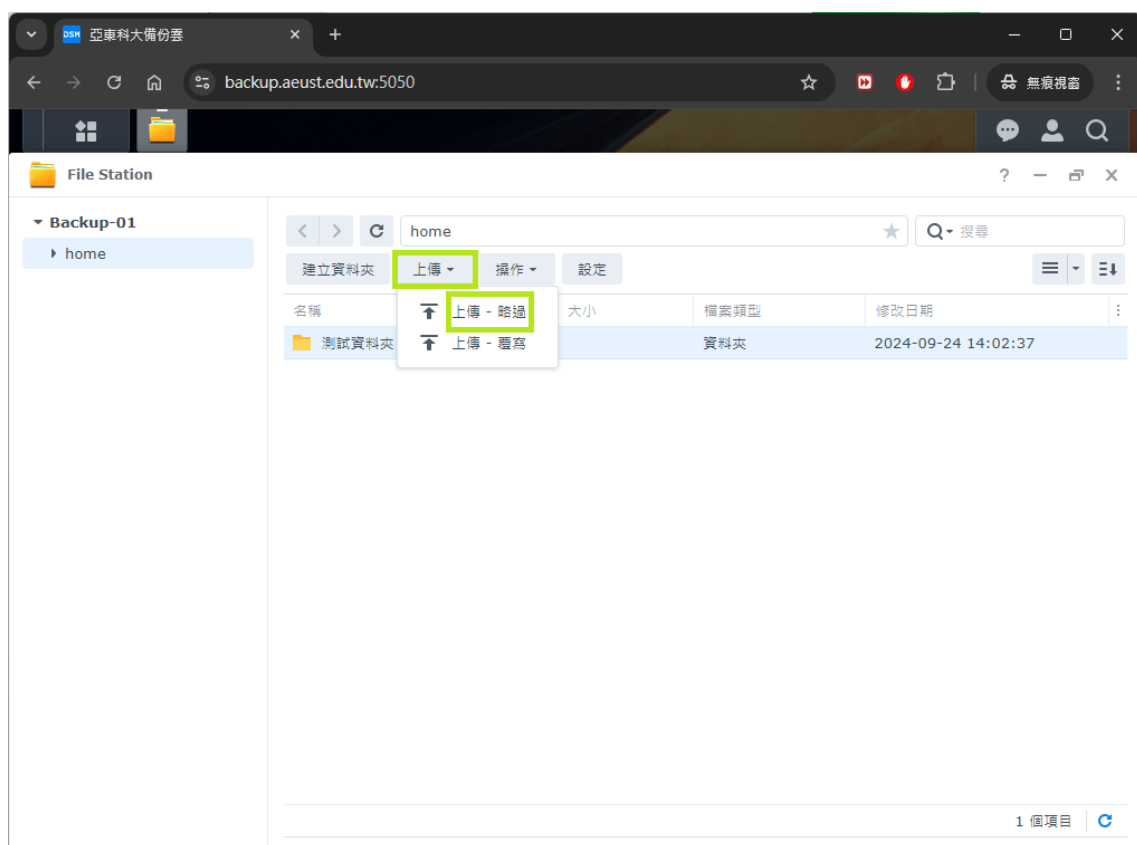 DSM 亞東科大備份雲
backup.aeust.edu.tw:5050 無痕視窗
File Station
Backup-01
home
home 搜尋
建立資料夾 上傳 操作 設定
名稱 大小 檔案類型 修改日期
上傳 - 略過
測試資料夾 資料夾 2024-09-24 14:02:37
上傳 - 覆寫
1 個項目